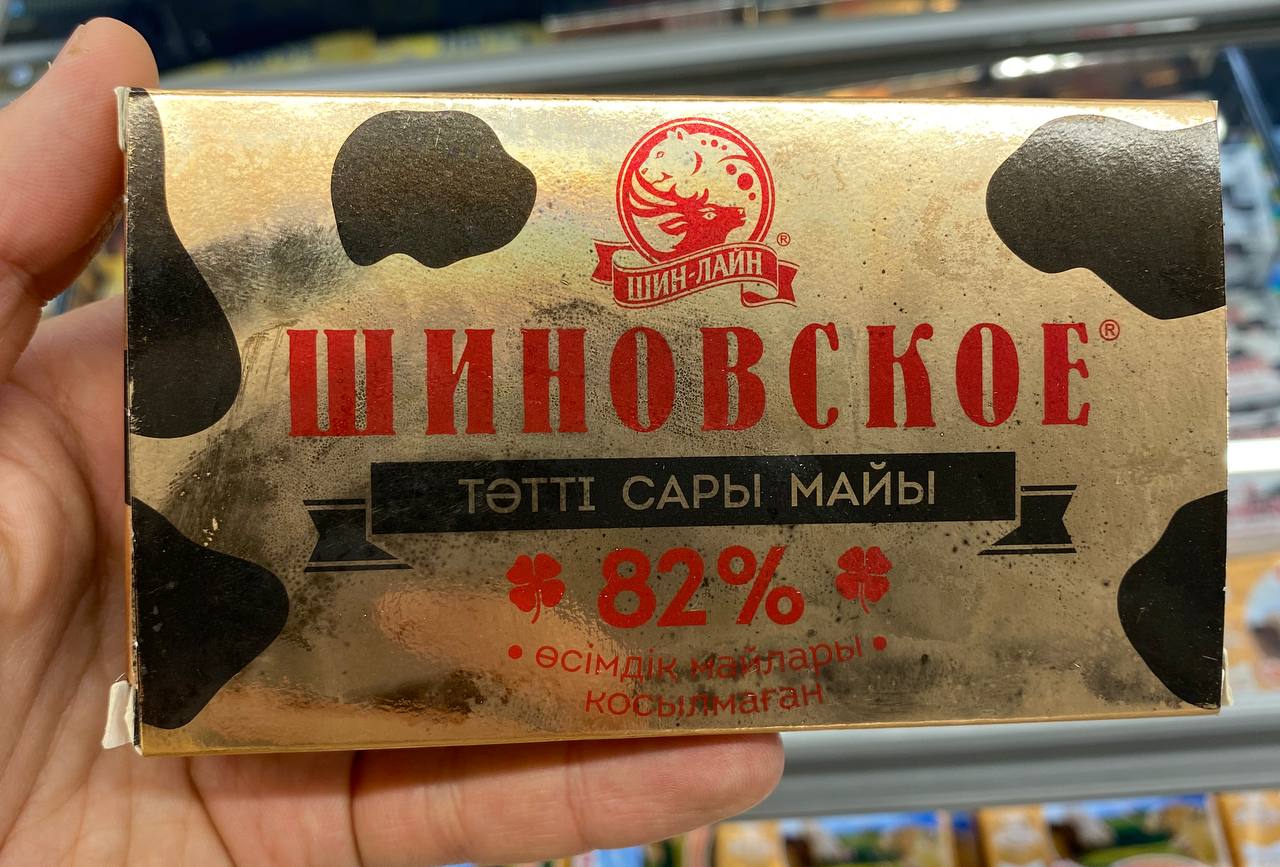 ШИН-ЛАЙН ®
ШИНОВСКОЕ®
ТӘТТІ САРЫ МАЙЫ
82%
• өсімдік майлары •
қосылмаған